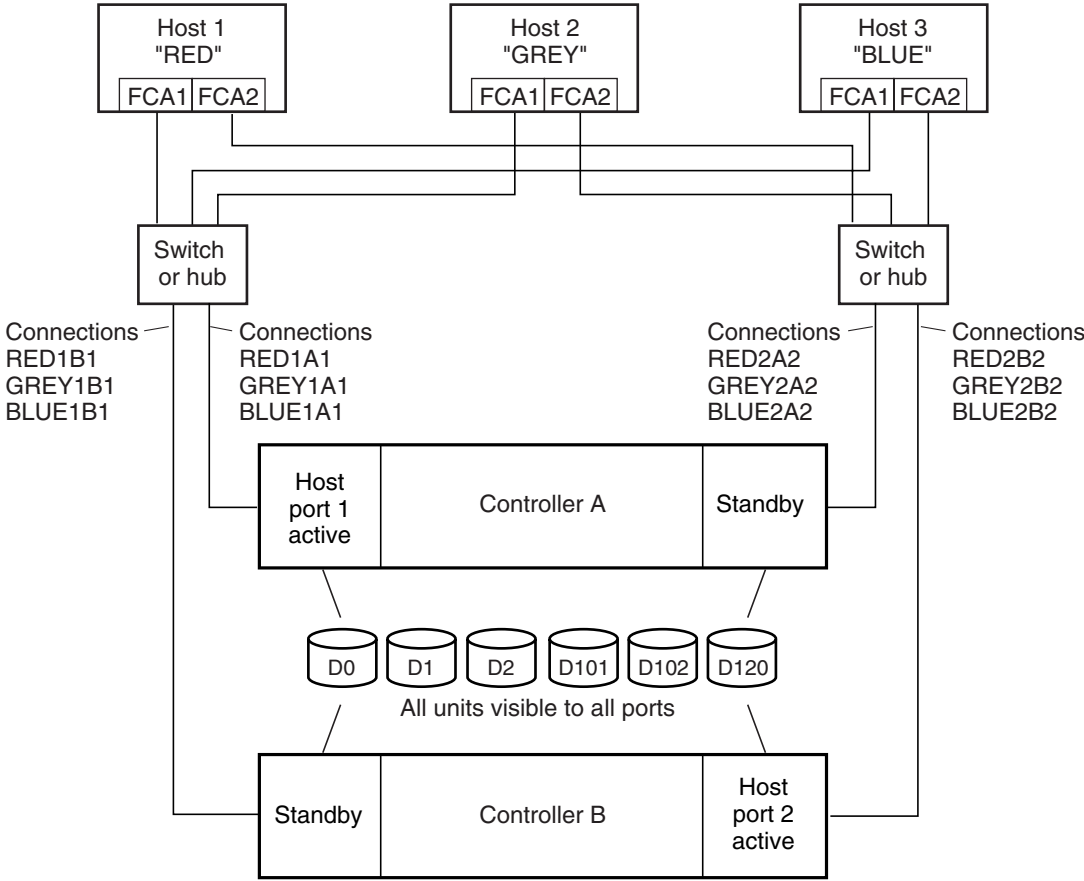 Host 1
"RED"
FCA1 FCA2
Host 2
"GREY"
FCA1 FCA2
Host 3
"BLUE"
FCA1 FCA2
Switch
or hub
Switch
or hub
Connections
RED1B1
GREY1B1
BLUE1B1
Connections
RED1A1
GREY1A1
BLUE1A1
Connections
RED2A2
GREY2A2
BLUE2A2
Connections
RED2B2
GREY2B2
BLUE2B2
Host
port 1
active
Controller A
Standby
D0 D1 D2 D101 D102 D120
All units visible to all ports
Standby
Controller B
Host
port 2
active